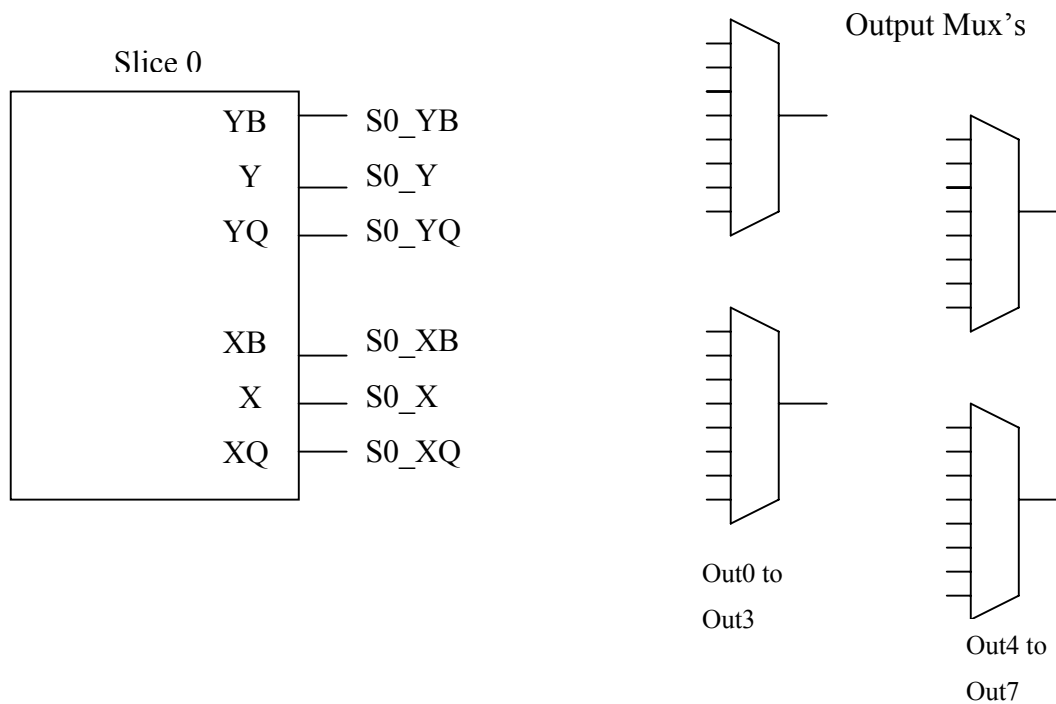 Output Mux's
Slice 0
YB S0_YB
Y S0_Y
YQ S0_YQ
XB S0_XB
X S0_X
XQ S0_XQ
Out0 to
Out3
Out4 to
Out7